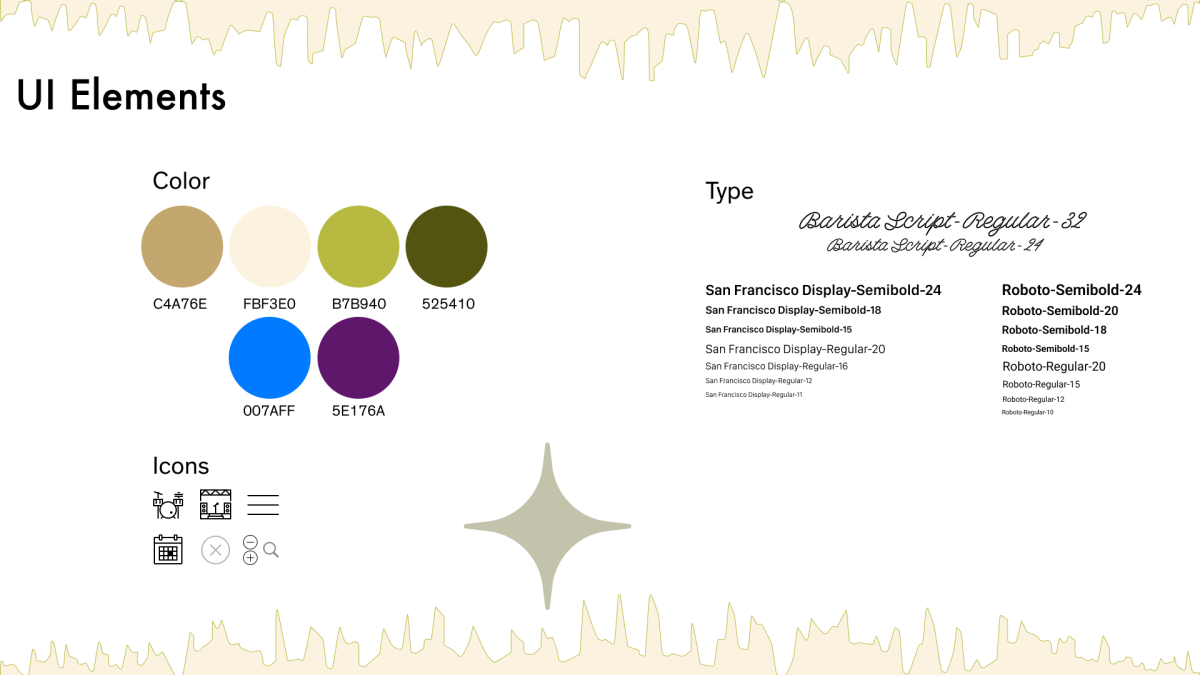 UI Elements
Color
C4A76E FBF3E0 B7B940 525410
007AFF 5E176A
Icons
Type
Barista Script-Regular-32
Barista Script-Regular-24
San Francisco Display-Semibold-24
San Francisco Display-Semibold-18
San Francisco Display-Semibold-15
San Francisco Display-Regular-20
San Francisco Display-Regular-16
San Francisco Display-Regular-12
San Francisco Display-Regular-11
Roboto-Semibold-24
Roboto-Semibold-20
Roboto-Semibold-18
Roboto-Semibold-15
Roboto-Regular-20
Roboto-Regular-15
Roboto-Regular-12
Roboto-Regular-10